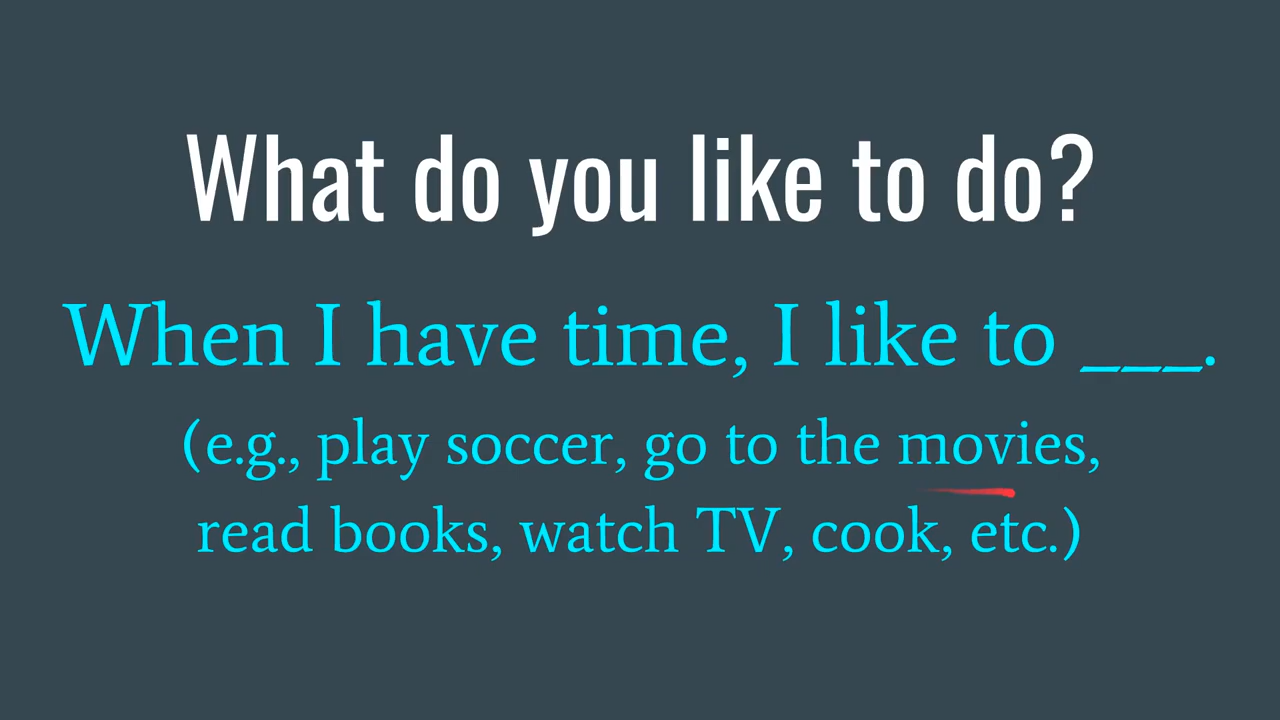 What do you like to do?
When I have time, I like to ___.
(e.g., play soccer, go to the movies,
read books, watch TV, cook, etc.)